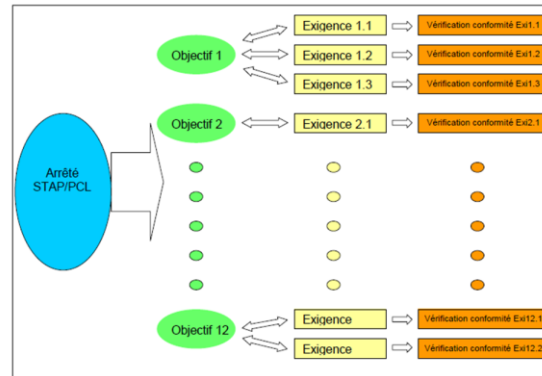 Exigence 1.1
Vérification conformité Exi1.1
Objectif 1
Exigence 1.2
Vérification conformité Exi1.2
Exigence 1.3
Vérification conformité Exi1.3
Objectif 2
Exigence 2.1
Vérification conformité Exi2.1
Arrêté
STAP/PCL
Objectif 12
Exigence
Vérification conformité Exi12.1
Exigence
Vérification conformité Exi12.2